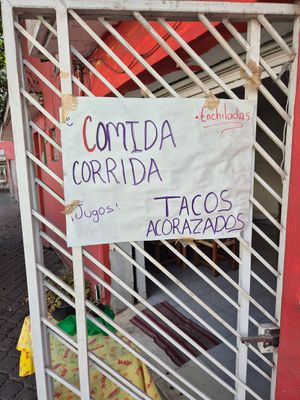 COMIDA
CORRIDA
• Enchiladas
¡Jugos!
TACOS
ACORAZADOS